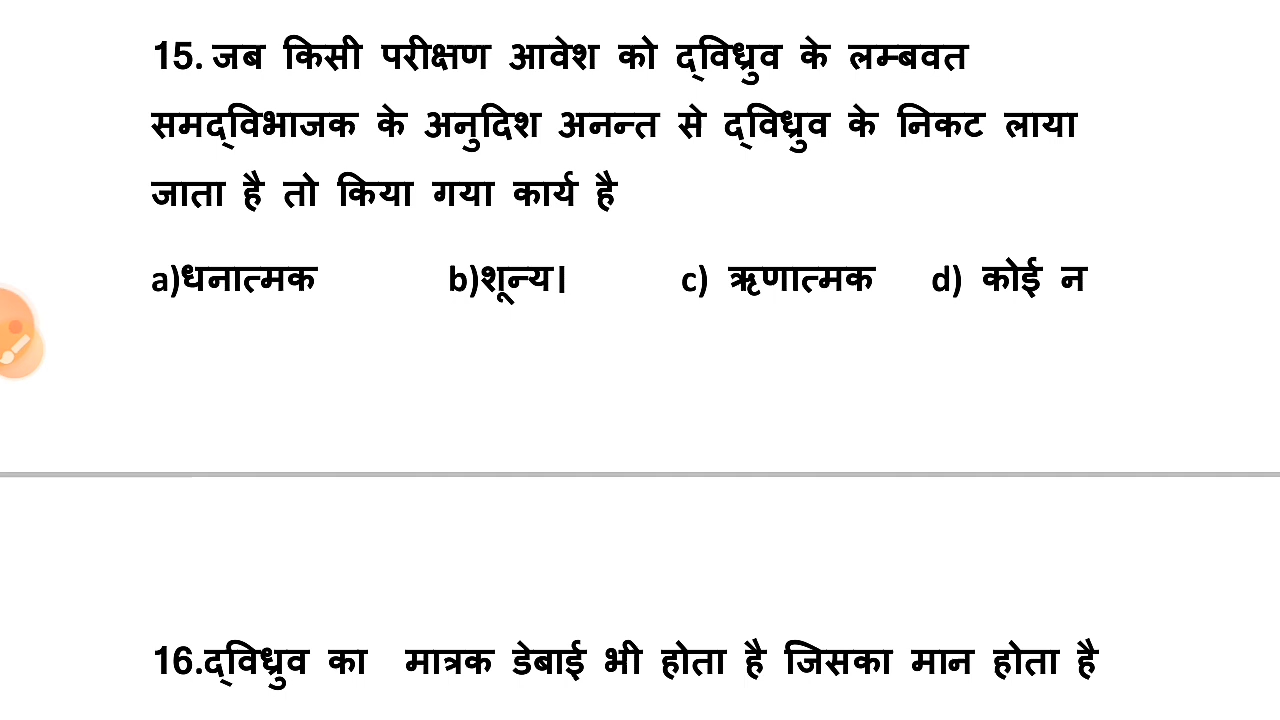 15. जब किसी परीक्षण आवेश को द्विध्रुव के लम्बवत
समद्विभाजक के अनुदिश अनन्त से द्विध्रुव के निकट लाया
जाता है तो किया गया कार्य है
a)धनात्मक b)शून्य। c) ऋणात्मक d) कोई न
16.द्विध्रुव का मात्रक डेबाई भी होता है जिसका मान होता है